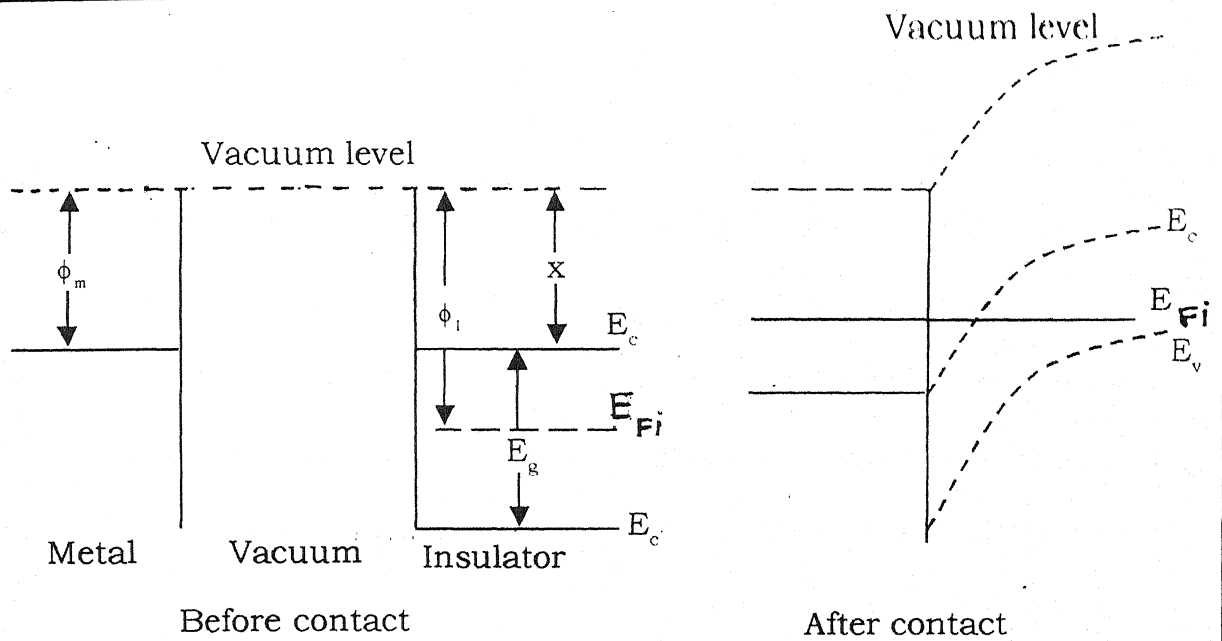 Vacuum level
Vacuum level
ϕm
ϕi
x
Ec
EFi
Eg
Ec
Ec
EFi
Ev
Metal
Vacuum
Insulator
Before contact
After contact